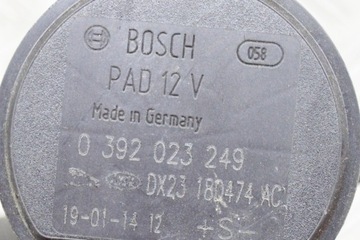 BOSCH
058
PAD 12 V
Made in Germany
0 392 023 249
DX23 18D474 AC
19-01-14 12 +S-